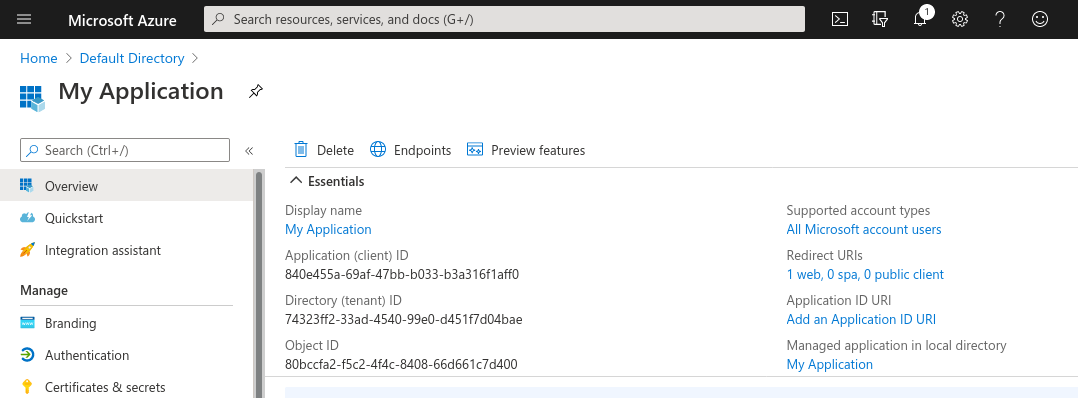 Microsoft Azure
Search resources, services, and docs (G+/)
1
Home > Default Directory >
My Application
Search (Ctrl+/)
«
Delete
Endpoints
Preview features
Overview
Quickstart
Integration assistant
Manage
Branding
Authentication
Certificates & secrets
Essentials
Display name
My Application
Application (client) ID
840e455a-69af-47bb-b033-b3a316f1aff0
Directory (tenant) ID
74323ff2-33ad-4540-99e0-d451f7d04bae
Object ID
80bccfa2-f5c2-4f4c-8408-66d661c7d400
Supported account types
All Microsoft account users
Redirect URIs
1 web, 0 spa, 0 public client
Application ID URI
Add an Application ID URI
Managed application in local directory
My Application